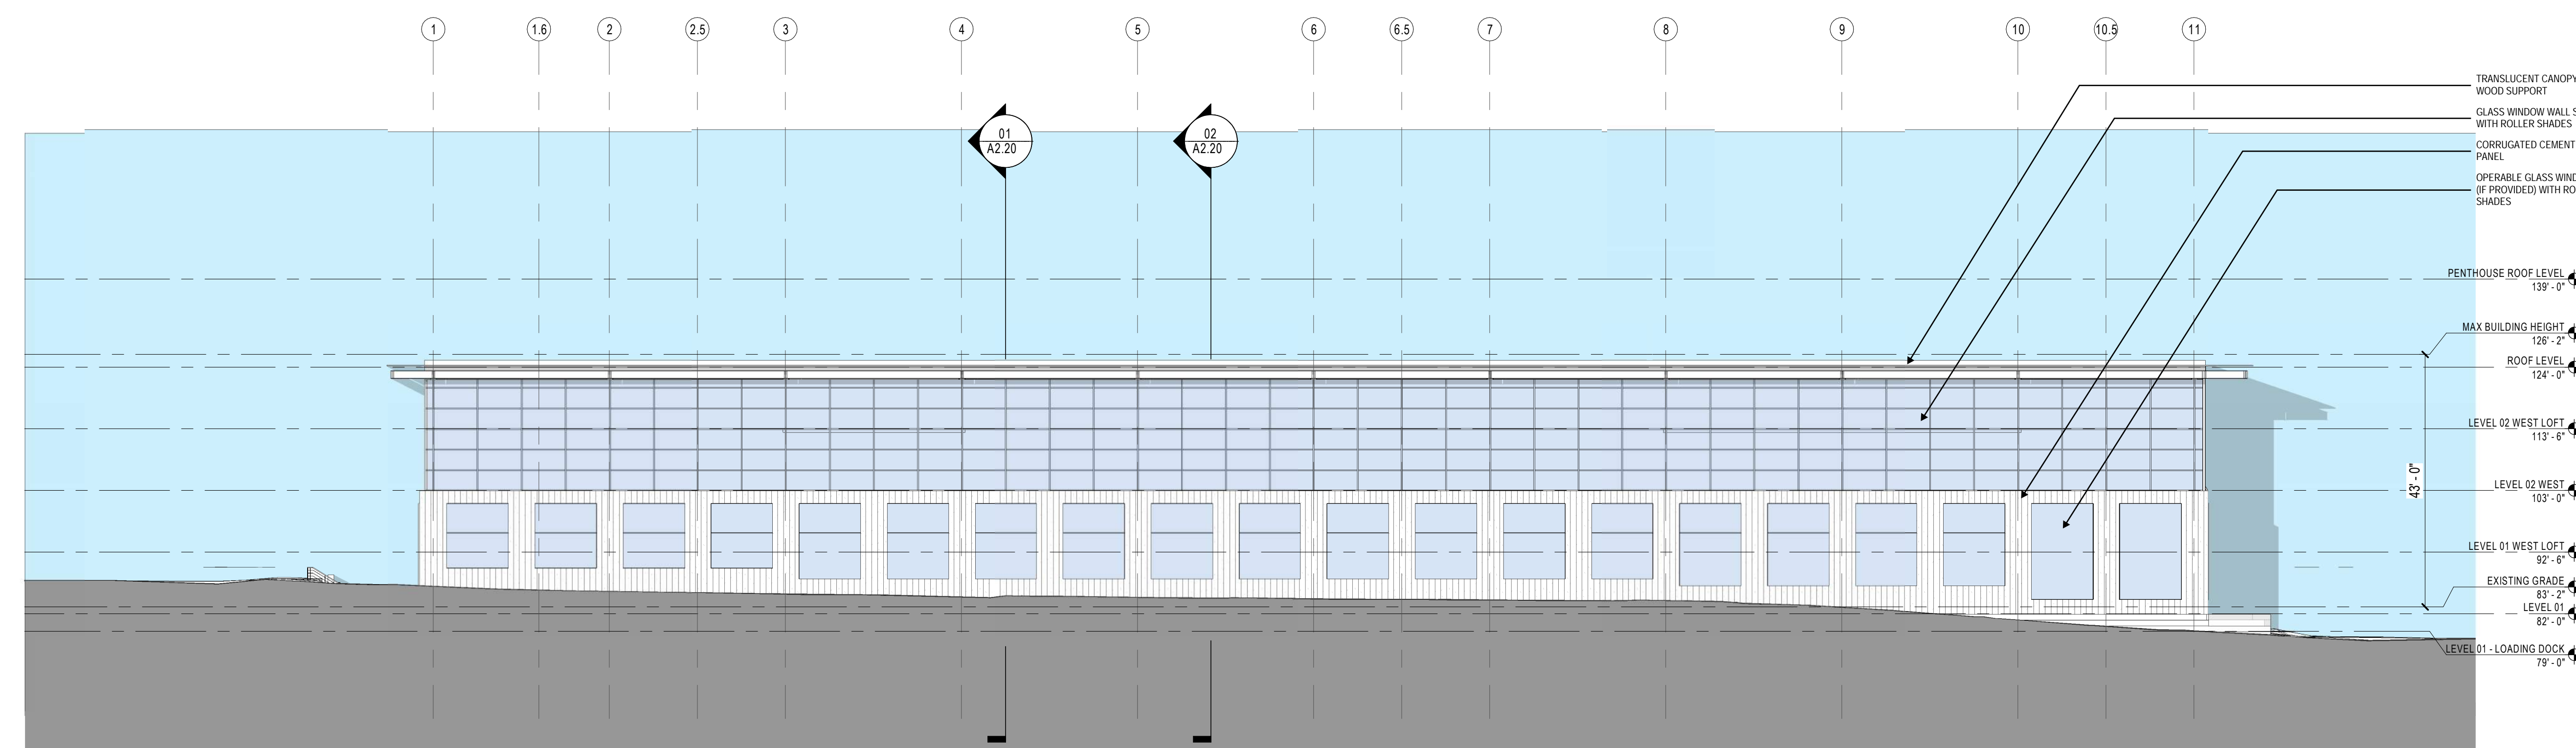 1 1.6 2 2.5 3 4 5 6 6.5 7 8 9 10 10.5 11
TRANSLUCENT CANOPY
WOOD SUPPORT
GLASS WINDOW WALL S
WITH ROLLER SHADES
CORRUGATED CEMENT
PANEL
OPERABLE GLASS WIND
(IF PROVIDED) WITH RO
SHADES
01
A2.20
02
A2.20
PENTHOUSE ROOF LEVEL
139' - 0"
MAX BUILDING HEIGHT
126' - 2"
ROOF LEVEL
124' - 0"
LEVEL 02 WEST LOFT
113' - 6"
43' - 0"
LEVEL 02 WEST
103' - 0"
LEVEL 01 WEST LOFT
92' - 6"
EXISTING GRADE
83' - 2"
LEVEL 01
82' - 0"
LEVEL 01 - LOADING DOCK
79' - 0"